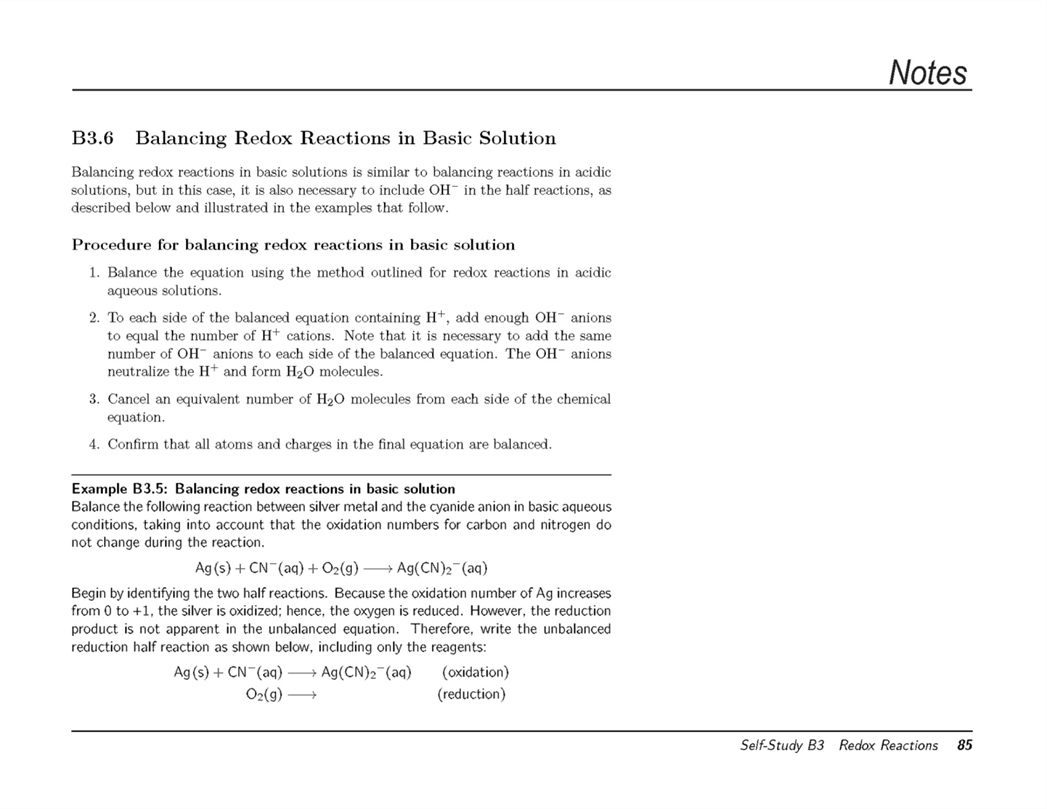 Notes
B3.6 Balancing Redox Reactions in Basic Solution
Balancing redox reactions in basic solutions is similar to balancing reactions in acidic
solutions, but in this case, it is also necessary to include OH⁻ in the half reactions, as
described below and illustrated in the examples that follow.
Procedure for balancing redox reactions in basic solution
1. Balance the equation using the method outlined for redox reactions in acidic
aqueous solutions.
2. To each side of the balanced equation containing H⁺, add enough OH⁻ anions
to equal the number of H⁺ cations. Note that it is necessary to add the same
number of OH⁻ anions to each side of the balanced equation. The OH⁻ anions
neutralize the H⁺ and form H₂O molecules.
3. Cancel an equivalent number of H₂O molecules from each side of the chemical
equation.
4. Confirm that all atoms and charges in the final equation are balanced.
Example B3.5: Balancing redox reactions in basic solution
Balance the following reaction between silver metal and the cyanide anion in basic aqueous
conditions, taking into account that the oxidation numbers for carbon and nitrogen do
not change during the reaction.
Ag(s) + CN⁻(aq) + O₂(g) ⟶ Ag(CN)₂⁻(aq)
Begin by identifying the two half reactions. Because the oxidation number of Ag increases
from 0 to +1, the silver is oxidized; hence, the oxygen is reduced. However, the reduction
product is not apparent in the unbalanced equation. Therefore, write the unbalanced
reduction half reaction as shown below, including only the reagents:
Ag(s) + CN⁻(aq) ⟶ Ag(CN)₂⁻(aq) (oxidation)
O₂(g) ⟶ (reduction)
Self-Study B3 Redox Reactions 85